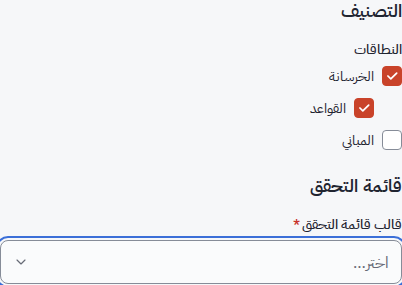 التصنيف
النطاقات
الخرسانة
القواعد
المباني
قائمة التحقق
قالب قائمة التحقق *
اختر...